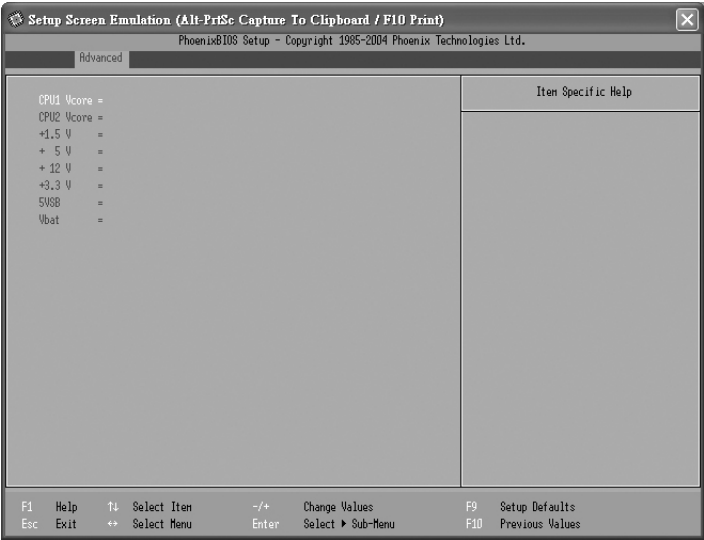 Setup Screen Emulation (Alt-PrtSc Capture To Clipboard / F10 Print)
PhoenixBIOS Setup - Copyright 1985-2004 Phoenix Technologies Ltd.
Advanced
CPU1 Vcore =
CPU2 Vcore =
+1.5 V =
+ 5 V =
+ 12 V =
+3.3 V =
5VSB =
Vbat =
Item Specific Help
F1 Help ↑↓ Select Item -/+ Change Values F9 Setup Defaults
Esc Exit ↔ Select Menu Enter Select ▶ Sub-Menu F10 Previous Values